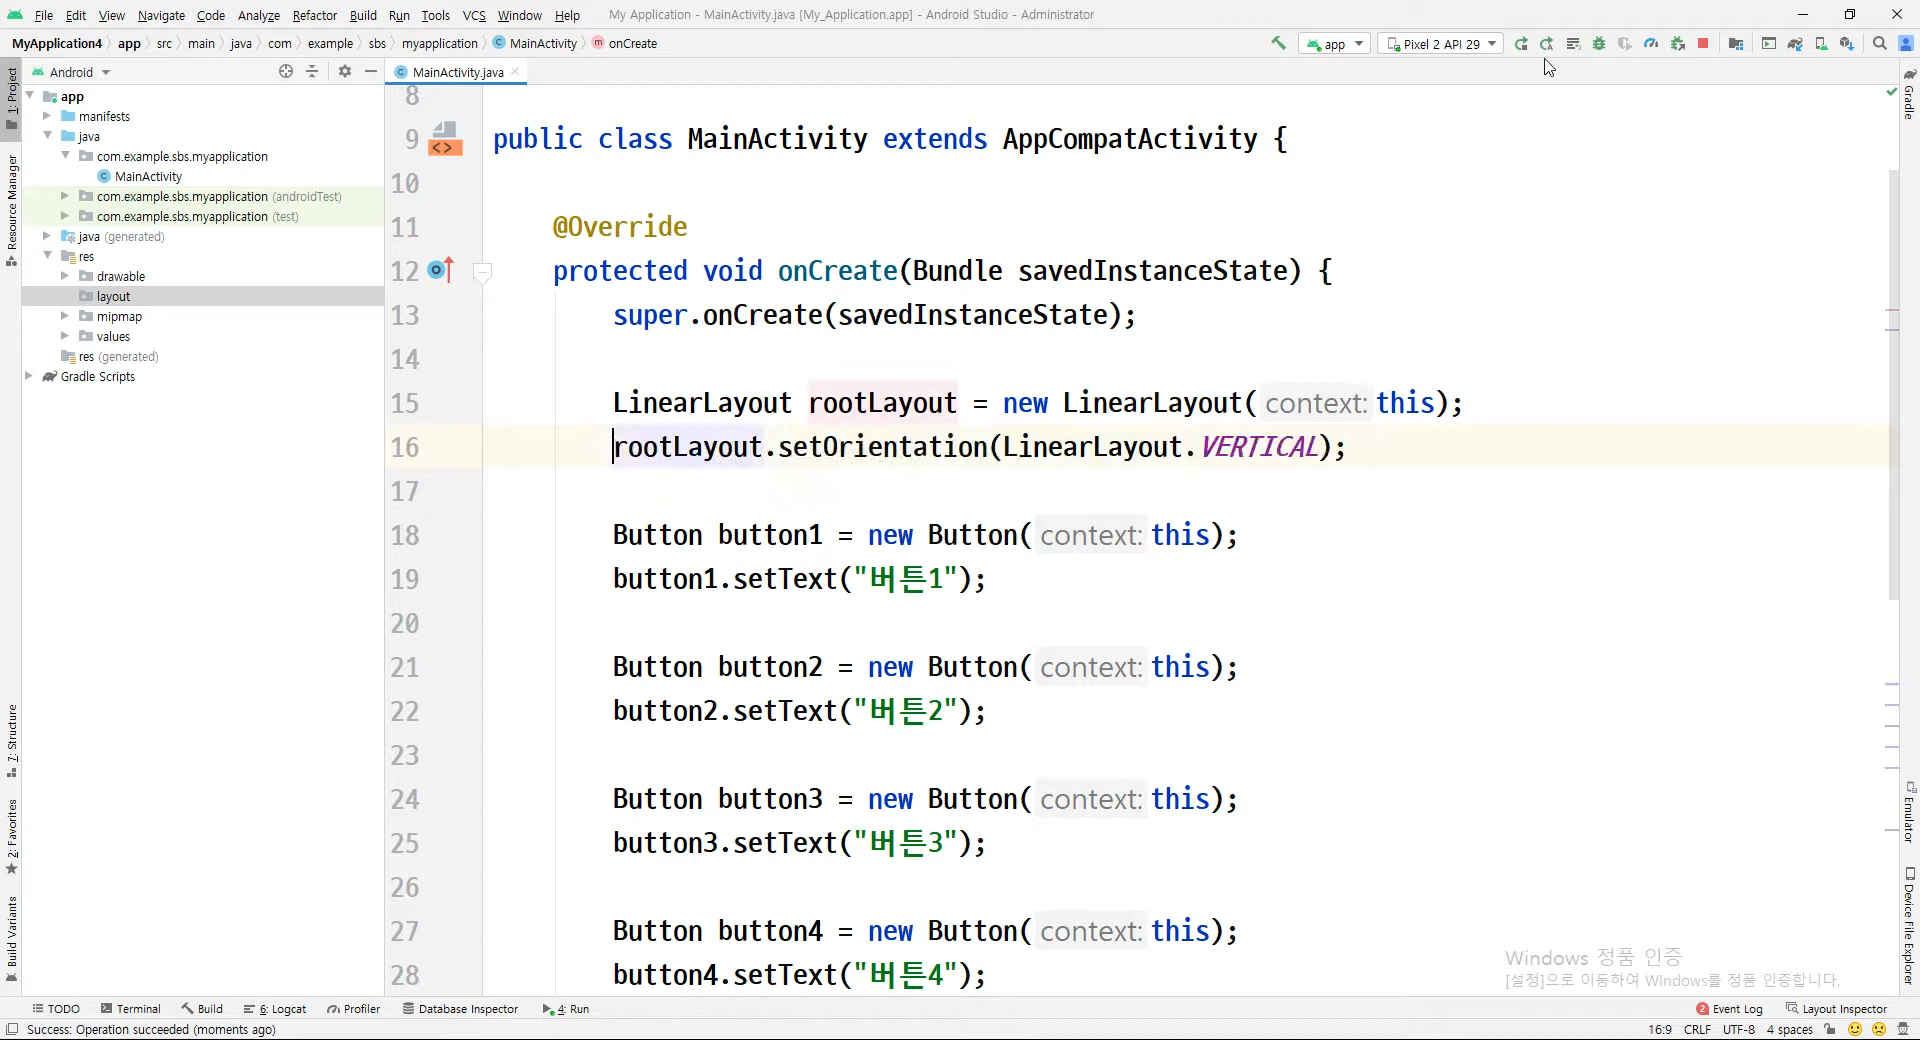 File Edit View Navigate Code Analyze Refactor Build Run Tools VCS Window Help My Application - MainActivity.java [My_Application.app] - Android Studio - Administrator
MyApplication4 app src main java com example sbs myapplication MainActivity onCreate app Pixel 2 API 29
Android
MainActivity.java
app
manifests
java
com.example.sbs.myapplication
MainActivity
com.example.sbs.myapplication (androidTest)
com.example.sbs.myapplication (test)
java (generated)
res
drawable
layout
mipmap
values
res (generated)
Gradle Scripts
1: Project
Resource Manager
7: Structure
2: Favorites
Build Variants
8
9 public class MainActivity extends AppCompatActivity {
10
11 @Override
12 protected void onCreate(Bundle savedInstanceState) {
13 super.onCreate(savedInstanceState);
14
15 LinearLayout rootLayout = new LinearLayout( context: this);
16 rootLayout.setOrientation(LinearLayout.VERTICAL);
17
18 Button button1 = new Button( context: this);
19 button1.setText("버튼1");
20
21 Button button2 = new Button( context: this);
22 button2.setText("버튼2");
23
24 Button button3 = new Button( context: this);
25 button3.setText("버튼3");
26
27 Button button4 = new Button( context: this);
28 button4.setText("버튼4");
Windows 정품 인증
[설정]으로 이동하여 Windows를 정품 인증합니다.
Gradle
Emulator
Device File Explorer
TODO Terminal Build 6: Logcat Profiler Database Inspector 4: Run 2 Event Log Layout Inspector
Success: Operation succeeded (moments ago) 16:9 CRLF UTF-8 4 spaces